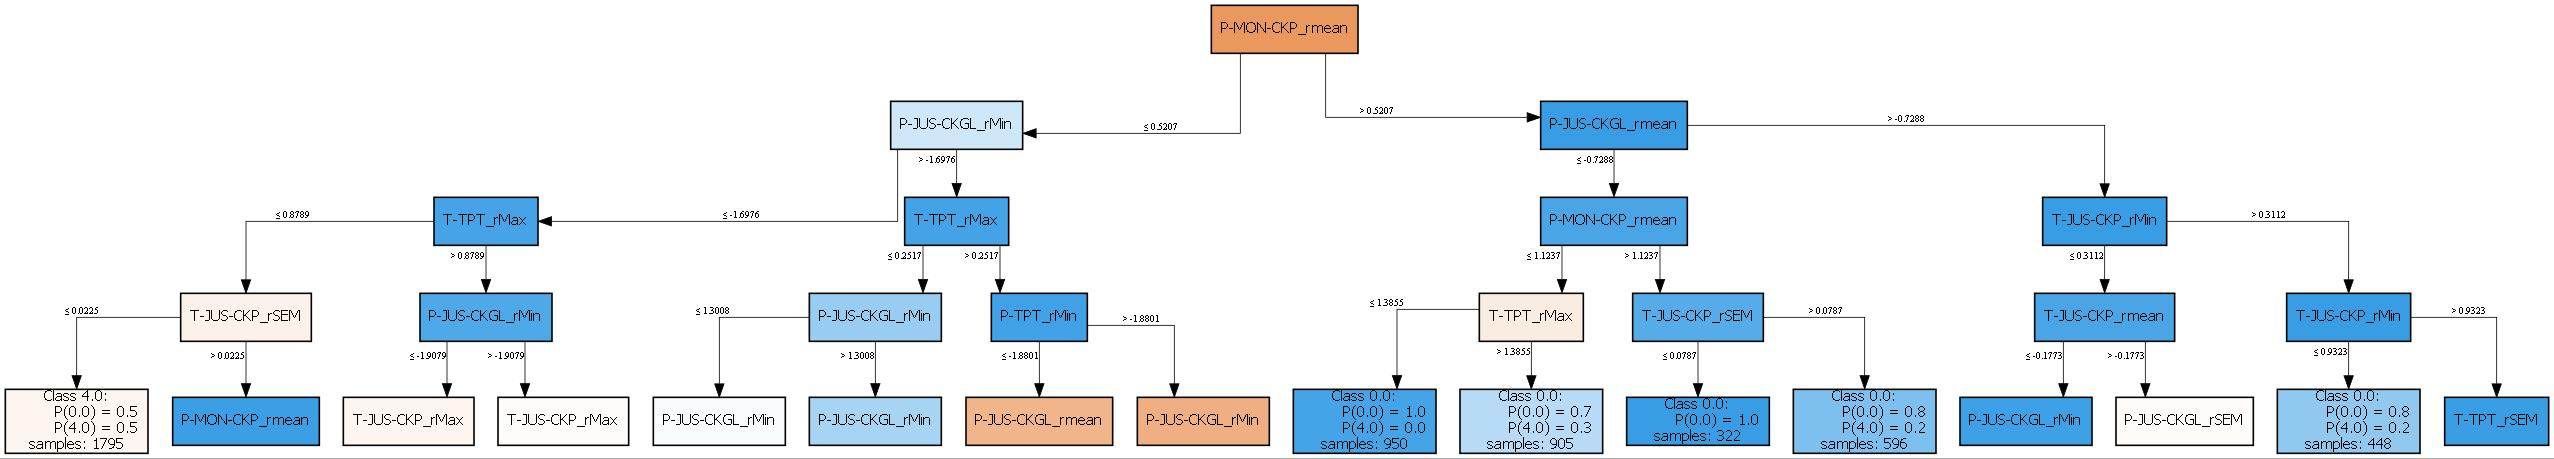 P-MON-CKP_rmean
≤ 0.5207
> 0.5207
P-JUS-CKGL_rMin
P-JUS-CKGL_rmean
> -0.7288
≤ -1.6976
> -1.6976
≤ -0.7288
T-TPT_rMax
T-TPT_rMax
P-MON-CKP_rmean
T-JUS-CKP_rMin
≤ 0.8789
> 0.8789
≤ 0.2517
> 0.2517
≤ 1.1237
> 1.1237
≤ 0.3112
> 0.3112
T-JUS-CKP_rSEM
P-JUS-CKGL_rMin
P-JUS-CKGL_rMin
P-TPT_rMin
T-TPT_rMax
T-JUS-CKP_rSEM
T-JUS-CKP_rmean
T-JUS-CKP_rMin
≤ 0.0225
> 0.0225
≤ -1.9079
> -1.9079
≤ 1.3008
> 1.3008
≤ -1.8801
> -1.8801
≤ 1.3855
> 1.3855
≤ 0.0787
> 0.0787
≤ -0.1773
> -0.1773
≤ 0.9323
> 0.9323
Class 4.0:
P(0.0) = 0.5
P(4.0) = 0.5
samples: 1795
P-MON-CKP_rmean
T-JUS-CKP_rMax
T-JUS-CKP_rMax
P-JUS-CKGL_rMin
P-JUS-CKGL_rMin
P-JUS-CKGL_rmean
P-JUS-CKGL_rMin
Class 0.0:
P(0.0) = 1.0
P(4.0) = 0.0
samples: 950
Class 0.0:
P(0.0) = 0.7
P(4.0) = 0.3
samples: 905
Class 0.0:
P(0.0) = 1.0
samples: 322
Class 0.0:
P(0.0) = 0.8
P(4.0) = 0.2
samples: 596
P-JUS-CKGL_rMin
P-JUS-CKGL_rSEM
Class 0.0:
P(0.0) = 0.8
P(4.0) = 0.2
samples: 448
T-TPT_rSEM